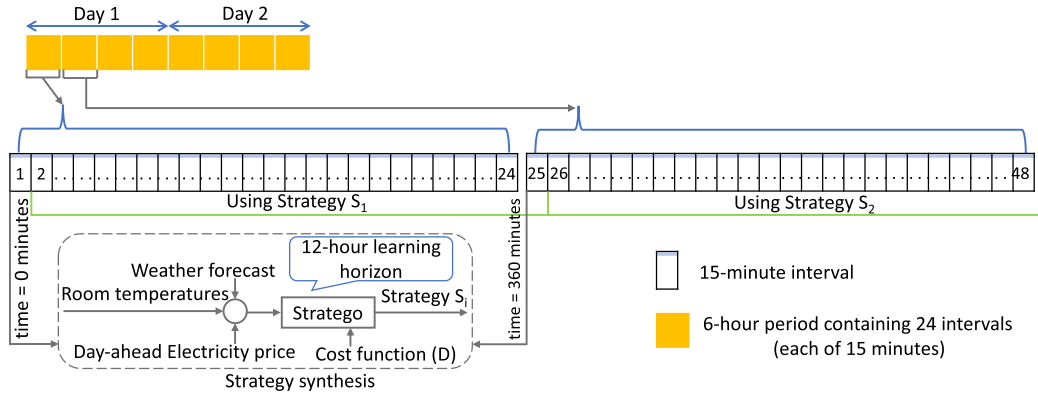 Day 1
Day 2
1
2
24
25
26
48
Using Strategy S1
Using Strategy S2
time = 0 minutes
time = 360 minutes
12-hour learning
horizon
Weather forecast
Room temperatures
Stratego
Strategy Si
Day-ahead Electricity price
Cost function (D)
Strategy synthesis
15-minute interval
6-hour period containing 24 intervals
(each of 15 minutes)